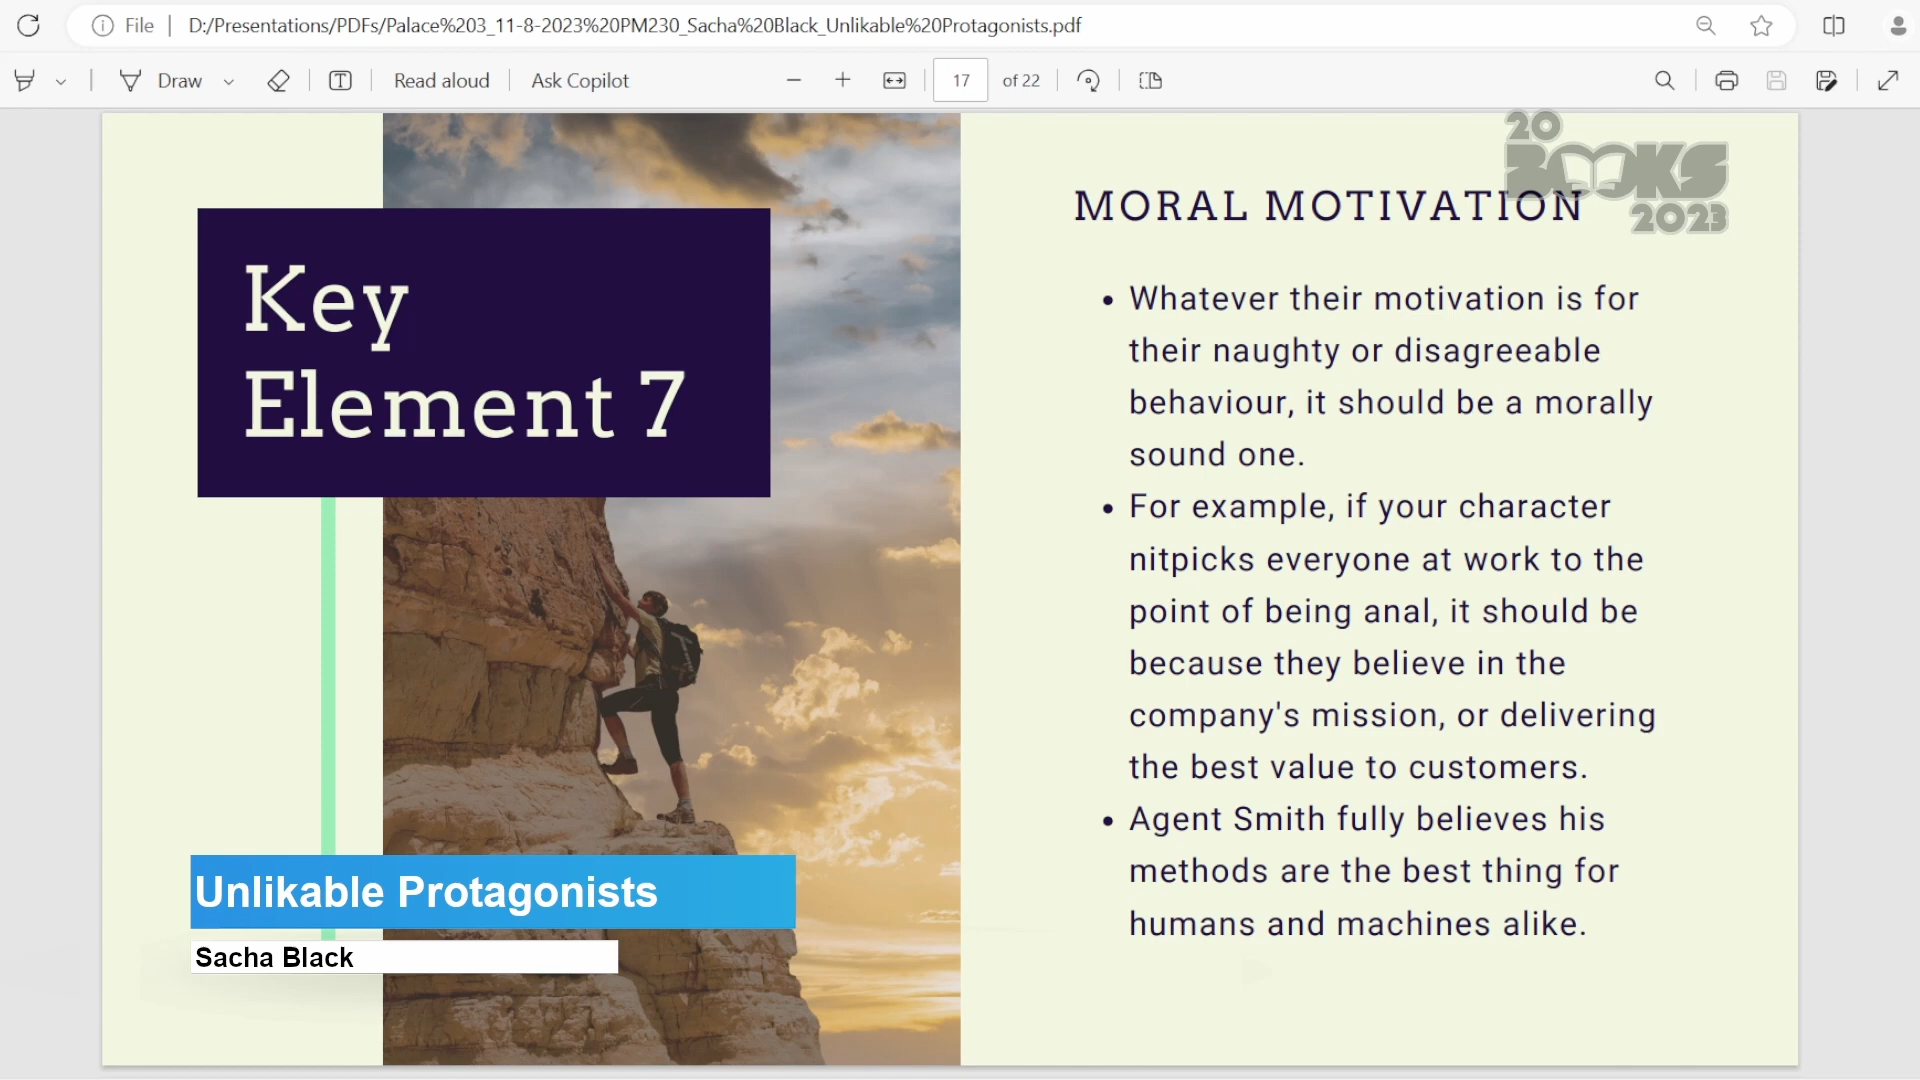 File | D:/Presentations/PDFs/Palace%203_11-8-2023%20PM230_Sacha%20Black_Unlikable%20Protagonists.pdf
Draw
Read aloud
Ask Copilot
17 of 22
20
BOOKS
2023
Key
Element 7
MORAL MOTIVATION
• Whatever their motivation is for
their naughty or disagreeable
behaviour, it should be a morally
sound one.
• For example, if your character
nitpicks everyone at work to the
point of being anal, it should be
because they believe in the
company's mission, or delivering
the best value to customers.
• Agent Smith fully believes his
methods are the best thing for
humans and machines alike.
Unlikable Protagonists
Sacha Black